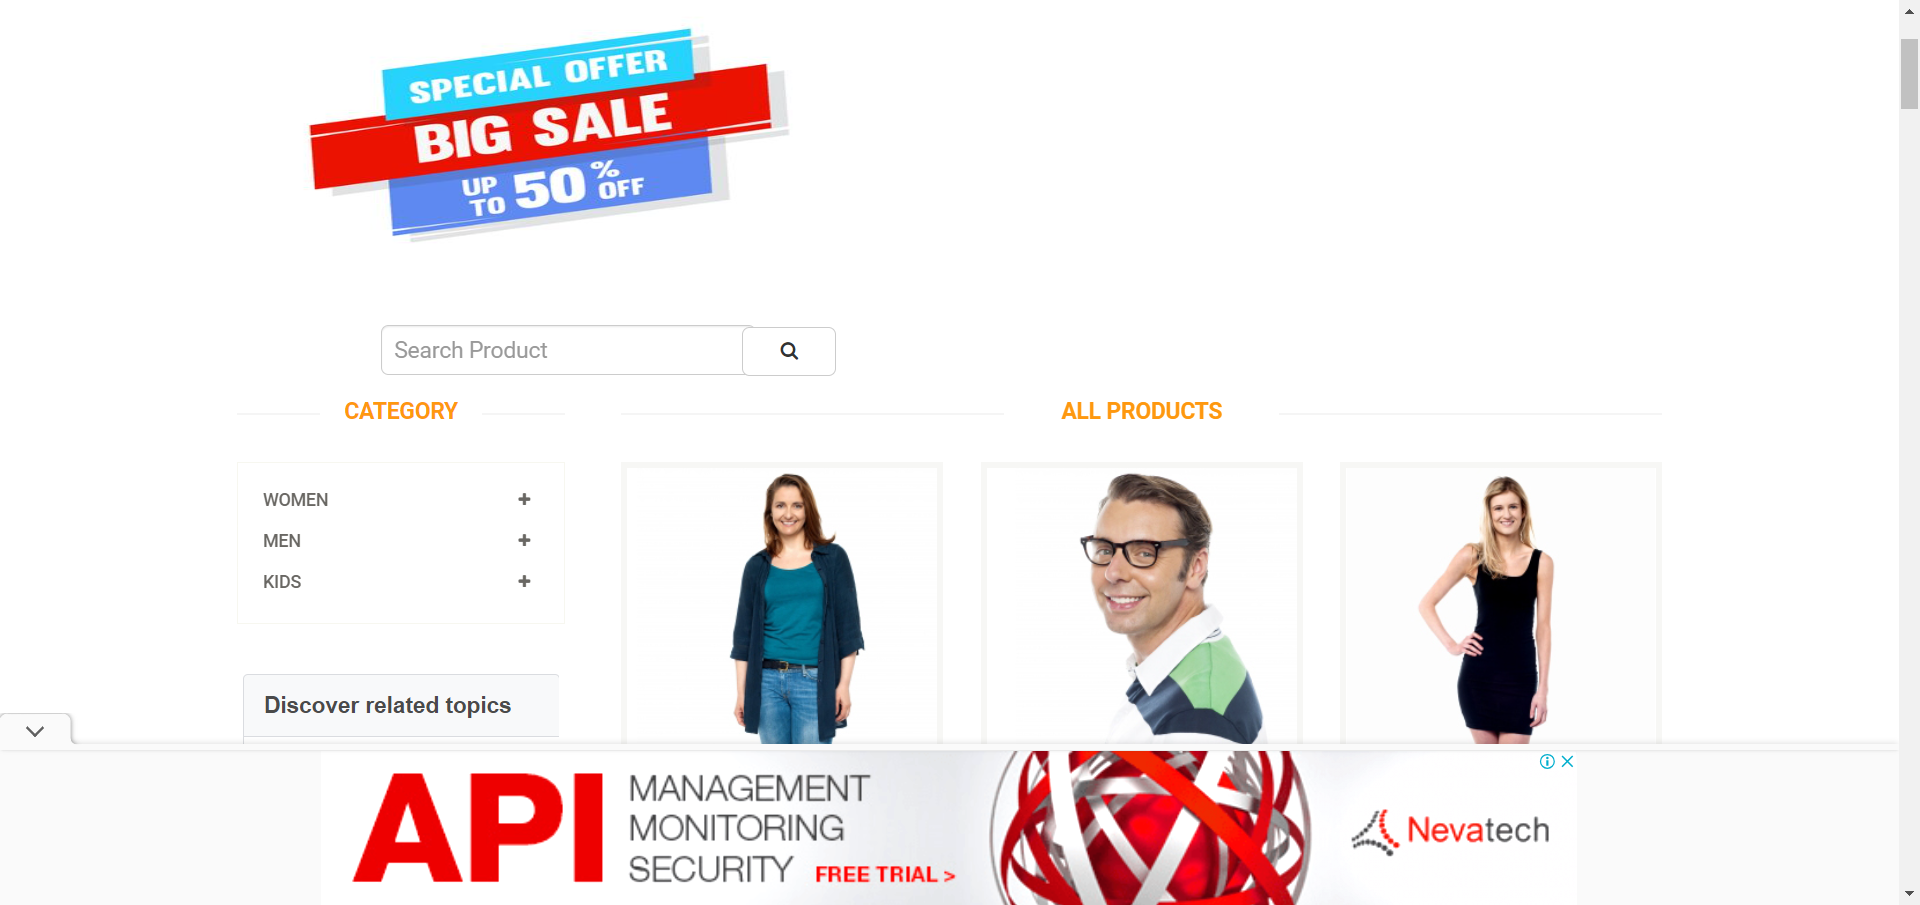 SPECIAL OFFER
BIG SALE
UP TO 50% OFF
Search Product
CATEGORY
ALL PRODUCTS
WOMEN
MEN
KIDS
Discover related topics
API
MANAGEMENT
MONITORING
SECURITY
FREE TRIAL >
Nevatech